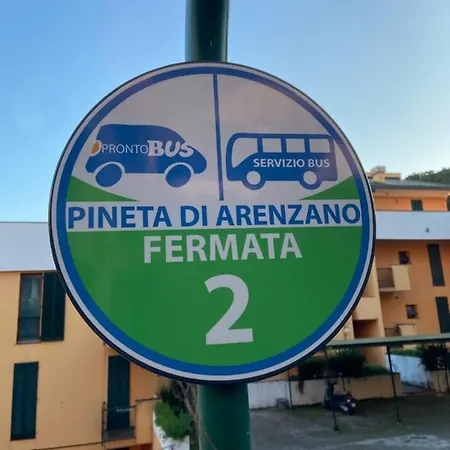 PRONTOBUS
SERVIZIO BUS
PINETA DI ARENZANO
FERMATA
2